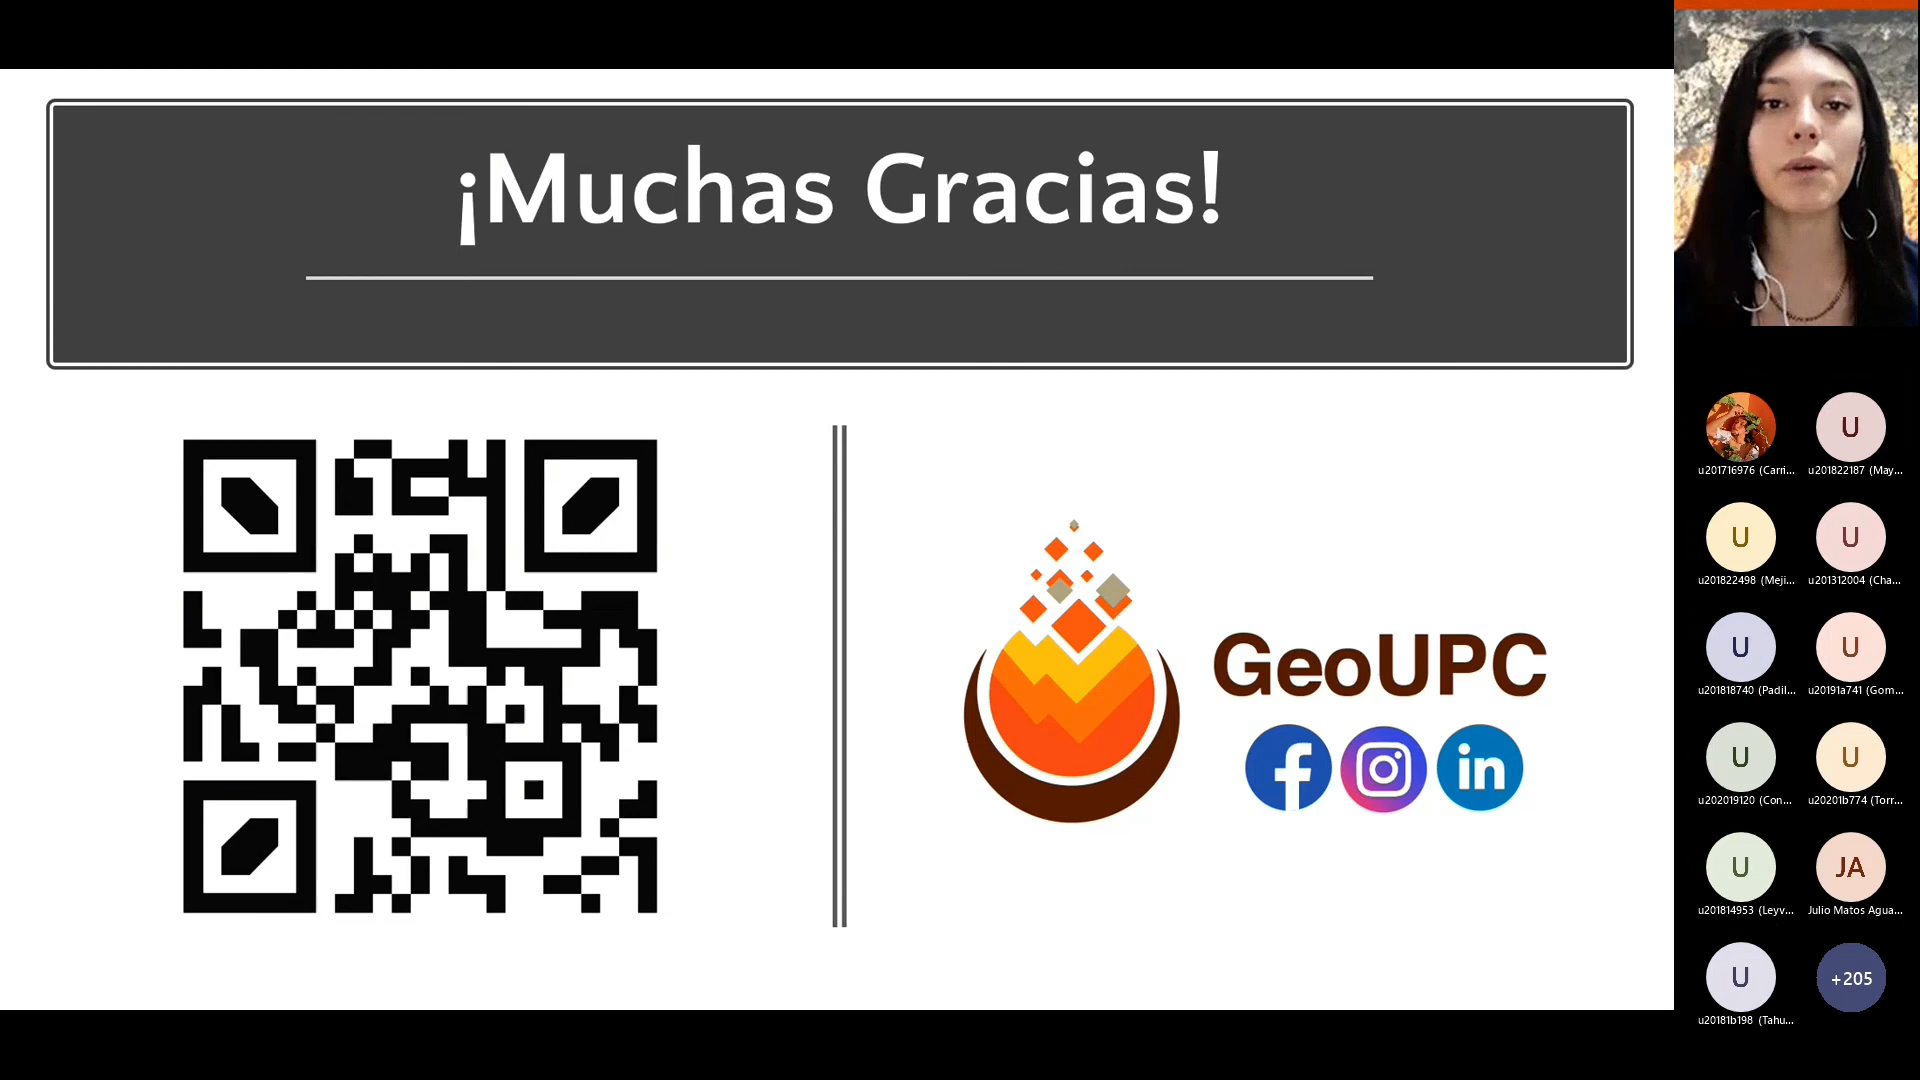 ¡Muchas Gracias!
GeoUPC
f
in
U
u201716976 (Carri...
u201822187 (May...
U
U
u201822498 (Meji...
u201312004 (Cha...
U
U
u201818740 (Padil...
u20191a741 (Gom...
U
U
u202019120 (Con...
u20201b774 (Torr...
U
JA
u201814953 (Leyv...
Julio Matos Agua...
U
+205
u20181b198 (Tahu...